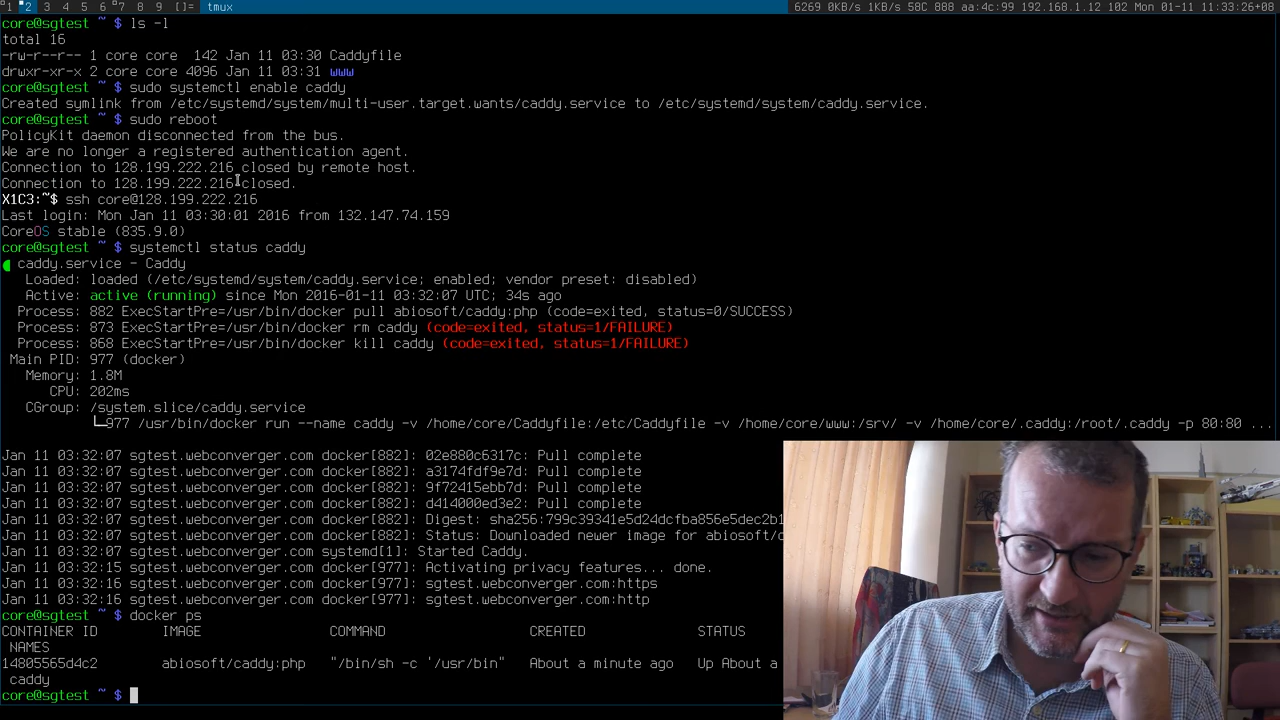 1 2 3 4 5 6 7 8 9 []= tmux 6269 0KB/s 1KB/s 58C 888 aa:4c:99 192.168.1.12 102 Mon 01-11 11:33:26+08
core@sgtest ~ $ ls -l
total 16
-rw-r--r-- 1 core core  142 Jan 11 03:30 Caddyfile
drwxr-xr-x 2 core core 4096 Jan 11 03:31 www
core@sgtest ~ $ sudo systemctl enable caddy
Created symlink from /etc/systemd/system/multi-user.target.wants/caddy.service to /etc/systemd/system/caddy.service.
core@sgtest ~ $ sudo reboot
PolicyKit daemon disconnected from the bus.
We are no longer a registered authentication agent.
Connection to 128.199.222.216 closed by remote host.
Connection to 128.199.222.216 closed.
X1C3:~$ ssh core@128.199.222.216
Last login: Mon Jan 11 03:30:01 2016 from 132.147.74.159
CoreOS stable (835.9.0)
core@sgtest ~ $ systemctl status caddy
caddy.service - Caddy
Loaded: loaded (/etc/systemd/system/caddy.service; enabled; vendor preset: disabled)
Active: active (running) since Mon 2016-01-11 03:32:07 UTC; 34s ago
Process: 882 ExecStartPre=/usr/bin/docker pull abiosoft/caddy:php (code=exited, status=0/SUCCESS)
Process: 873 ExecStartPre=/usr/bin/docker rm caddy (code=exited, status=1/FAILURE)
Process: 868 ExecStartPre=/usr/bin/docker kill caddy (code=exited, status=1/FAILURE)
Main PID: 977 (docker)
Memory: 1.8M
CPU: 202ms
CGroup: /system.slice/caddy.service
└─977 /usr/bin/docker run --name caddy -v /home/core/Caddyfile:/etc/Caddyfile -v /home/core/www:/srv/ -v /home/core/.caddy:/root/.caddy -p 80:80 ...
Jan 11 03:32:07 sgtest.webconverger.com docker[882]: 02e880c6317c: Pull complete
Jan 11 03:32:07 sgtest.webconverger.com docker[882]: a3174fdf9e7d: Pull complete
Jan 11 03:32:07 sgtest.webconverger.com docker[882]: 9f72415ebb7d: Pull complete
Jan 11 03:32:07 sgtest.webconverger.com docker[882]: d414000ed3e2: Pull complete
Jan 11 03:32:07 sgtest.webconverger.com docker[882]: Digest: sha256:799c39341e5d24dcfba856e5dec2b1
Jan 11 03:32:07 sgtest.webconverger.com docker[882]: Status: Downloaded newer image for abiosoft/c
Jan 11 03:32:07 sgtest.webconverger.com systemd[1]: Started Caddy.
Jan 11 03:32:15 sgtest.webconverger.com docker[977]: Activating privacy features... done.
Jan 11 03:32:16 sgtest.webconverger.com docker[977]: sgtest.webconverger.com:https
Jan 11 03:32:16 sgtest.webconverger.com docker[977]: sgtest.webconverger.com:http
core@sgtest ~ $ docker ps
CONTAINER ID IMAGE COMMAND CREATED STATUS
NAMES
14805565d4c2 abiosoft/caddy:php "/bin/sh -c '/usr/bin" About a minute ago Up About a
caddy
core@sgtest ~ $